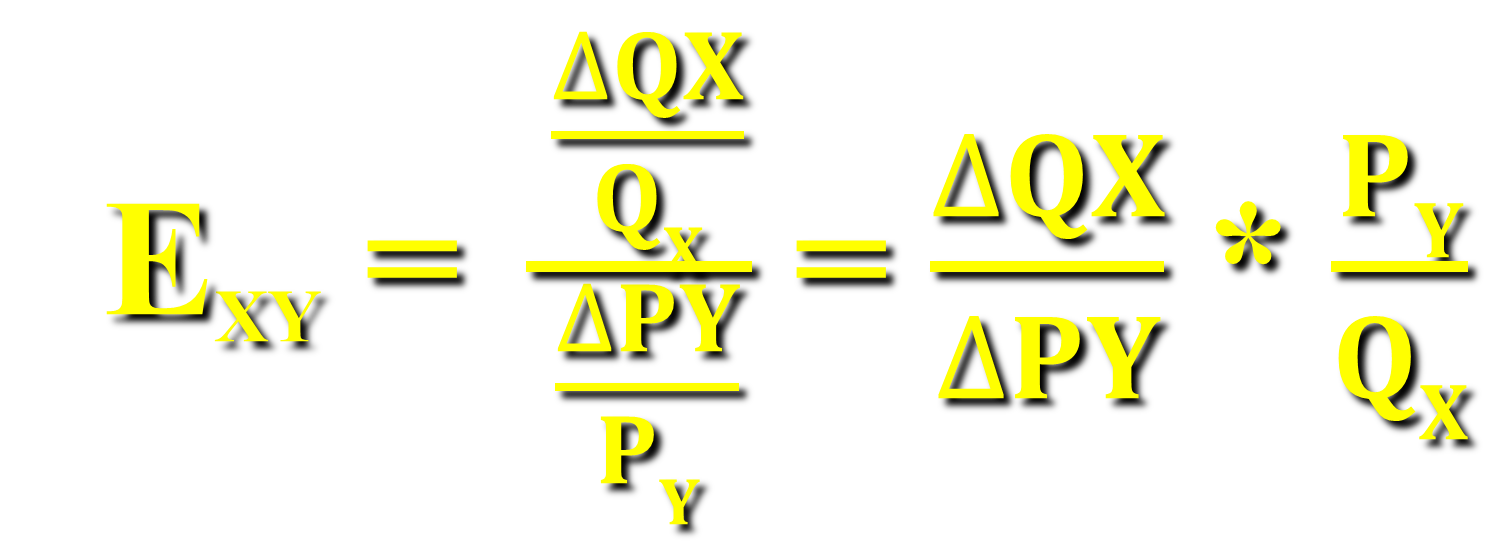 E_XY = (ΔQX / Q_X) / (ΔPY / P_Y) = ΔQX / ΔPY * P_Y / Q_X